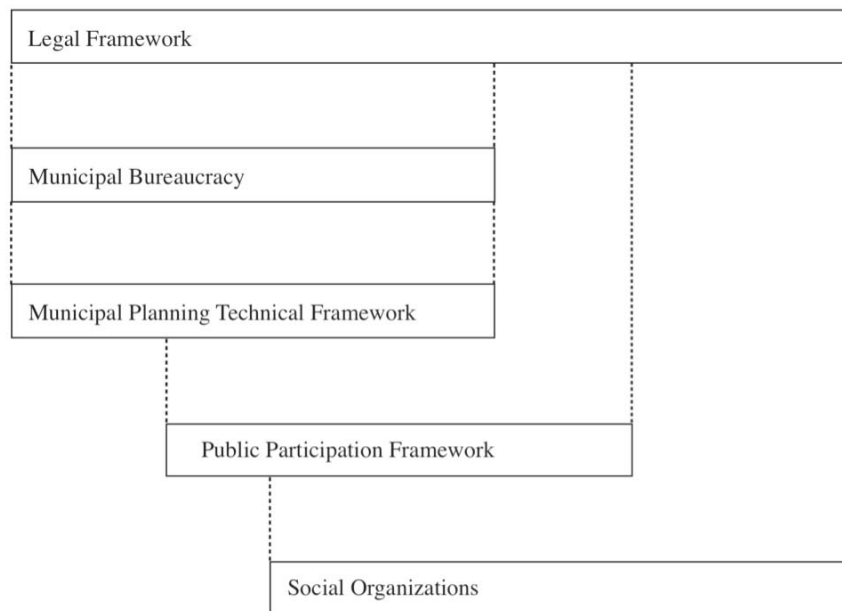 Legal Framework
Municipal Bureaucracy
Municipal Planning Technical Framework
Public Participation Framework
Social Organizations